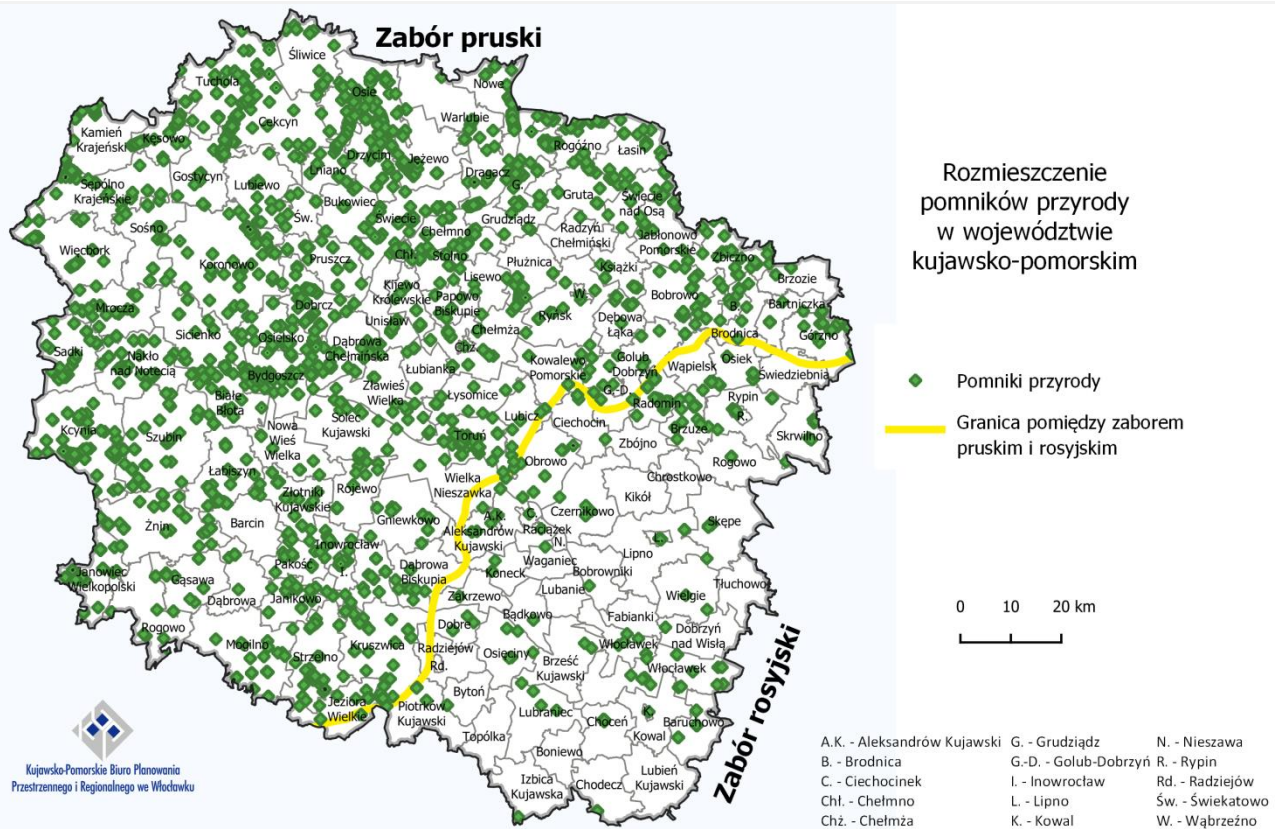 Zabór pruski
Śliwice
Tuchola
Osie
Nowe
Cekcyn
Warlubie
Kamień
Krajeński
Kęsowo
Rogóźno
Łasin
Drzycim
Jeżewo
Lniano
Dragacz
G.
Gostycyn
Lubiewo
Sępólno
Krajeńskie
Bukowiec
Gruta
Świecie
nad Osą
Św.
Świecie
Grudziądz
Sośno
Chełmno
Radzyń
Chełmiński
Jabłonowo
Pomorskie
Więcbork
Koronowo
Pruszcz
Chł.
Stolno
Płużnica
Książki
Zbiczno
Brzozie
Lisewo
Kijewo
Królewskie
Papowo
Biskupie
W.
Bobrowo
B.
Bartniczka
Mrocza
Dobrcz
Unisław
Chełmża
Ryńsk
Dębowa
Łąka
Brodnica
Górzno
Sicienko
Osielsko
Dąbrowa
Chełmińska
Chż.
Sadki
Nakło
nad Notecią
Bydgoszcz
Łubianka
Kowalewo
Pomorskie
Golub
Dobrzyń
Wąpielsk
Osiek
Świedziebnia
Białe
Błota
Zławieś
Wielka
Łysomice
G.-D.
Radomin
Rypin
R.
Solec
Kujawski
Lubicz
Ciechocin
Brzuze
Kcynia
Szubin
Nowa
Wieś
Wielka
Toruń
Zbójno
Skrwilno
Obrowo
Rogowo
Łabiszyn
Złotniki
Kujawskie
Rojewo
Wielka
Nieszawka
Chrostkowo
Kikół
Żnin
Barcin
Gniewkowo
A.K.
Aleksandrów
Kujawski
C.
Raciążek
N.
Czernikowo
Skępe
Inowrocław
I.
L.
Lipno
Janowiec
Wielkopolski
Gąsawa
Pakość
Dąbrowa
Biskupia
Koneck
Waganiec
Bobrowniki
Tłuchowo
Dąbrowa
Janikowo
Zakrzewo
Lubanie
Wielgie
Rogowo
Bądkowo
Fabianki
Mogilno
Kruszwica
Dobre
Dobrzyń
nad Wisłą
Strzelno
Radziejów
Rd.
Osięciny
Brześć
Kujawski
Włocławek
Włocławek
Jeziora
Wielkie
Piotrków
Kujawski
Bytoń
Lubraniec
Choceń
K.
Kowal
Baruchowo
Topólka
Boniewo
Izbica
Kujawska
Chodecz
Lubień
Kujawski
Zabór rosyjski
Rozmieszczenie
pomników przyrody
w województwie
kujawsko-pomorskim
Pomniki przyrody
Granica pomiędzy zaborem
pruskim i rosyjskim
0 10 20 km
Kujawsko-Pomorskie Biuro Planowania
Przestrzennego i Regionalnego we Włocławku
A.K. - Aleksandrów Kujawski
B. - Brodnica
C. - Ciechocinek
Chł. - Chełmno
Chż. - Chełmża
G. - Grudziądz
G.-D. - Golub-Dobrzyń
I. - Inowrocław
L. - Lipno
K. - Kowal
N. - Nieszawa
R. - Rypin
Rd. - Radziejów
Św. - Świekatowo
W. - Wąbrzeźno